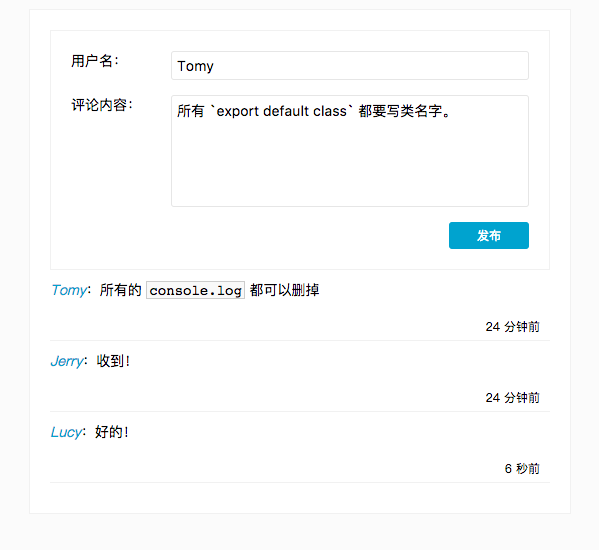 用户名： Tomy
评论内容： 所有 `export default class` 都要写类名字。
发布
Tomy：所有的 console.log 都可以删掉
24 分钟前
Jerry：收到！
24 分钟前
Lucy：好的！
6 秒前